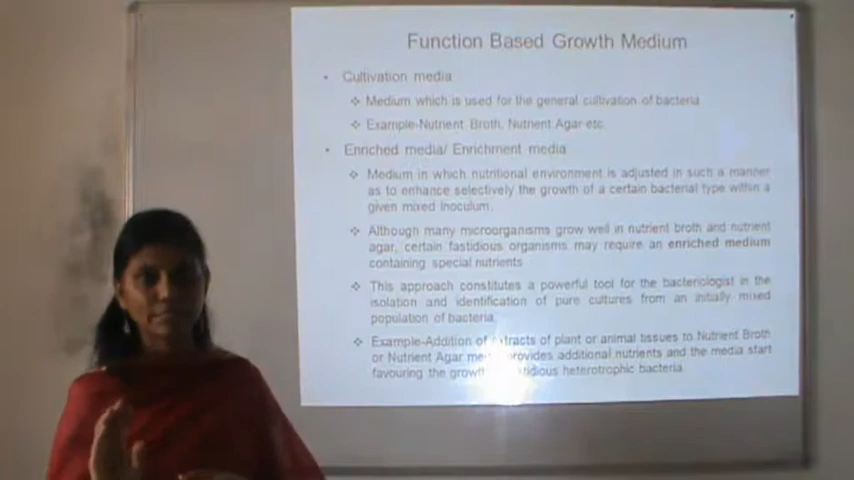 Function Based Growth Medium
• Cultivation media
❖ Medium which is used for the general cultivation of bacteria
❖ Example-Nutrient Broth, Nutrient Agar etc.
• Enriched media/ Enrichment media
❖ Medium in which nutritional environment is adjusted in such a manner
as to enhance selectively the growth of a certain bacterial type within a
given mixed inoculum.
❖ Although many microorganisms grow well in nutrient broth and nutrient
agar, certain fastidious organisms may require an enriched medium
containing special nutrients
❖ This approach constitutes a powerful tool for the bacteriologist in the
isolation and identification of pure cultures from an initially mixed
population of bacteria
❖ Example-Addition of extracts of plant or animal tissues to Nutrient Broth
or Nutrient Agar provides additional nutrients and the media start
favouring the growth heterotrophic bacteria